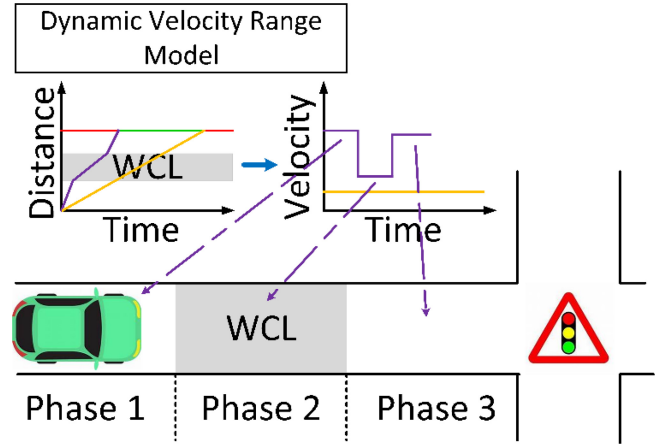 Dynamic Velocity Range
Model
Distance
WCL
Time
Velocity
Time
WCL
Phase 1
Phase 2
Phase 3